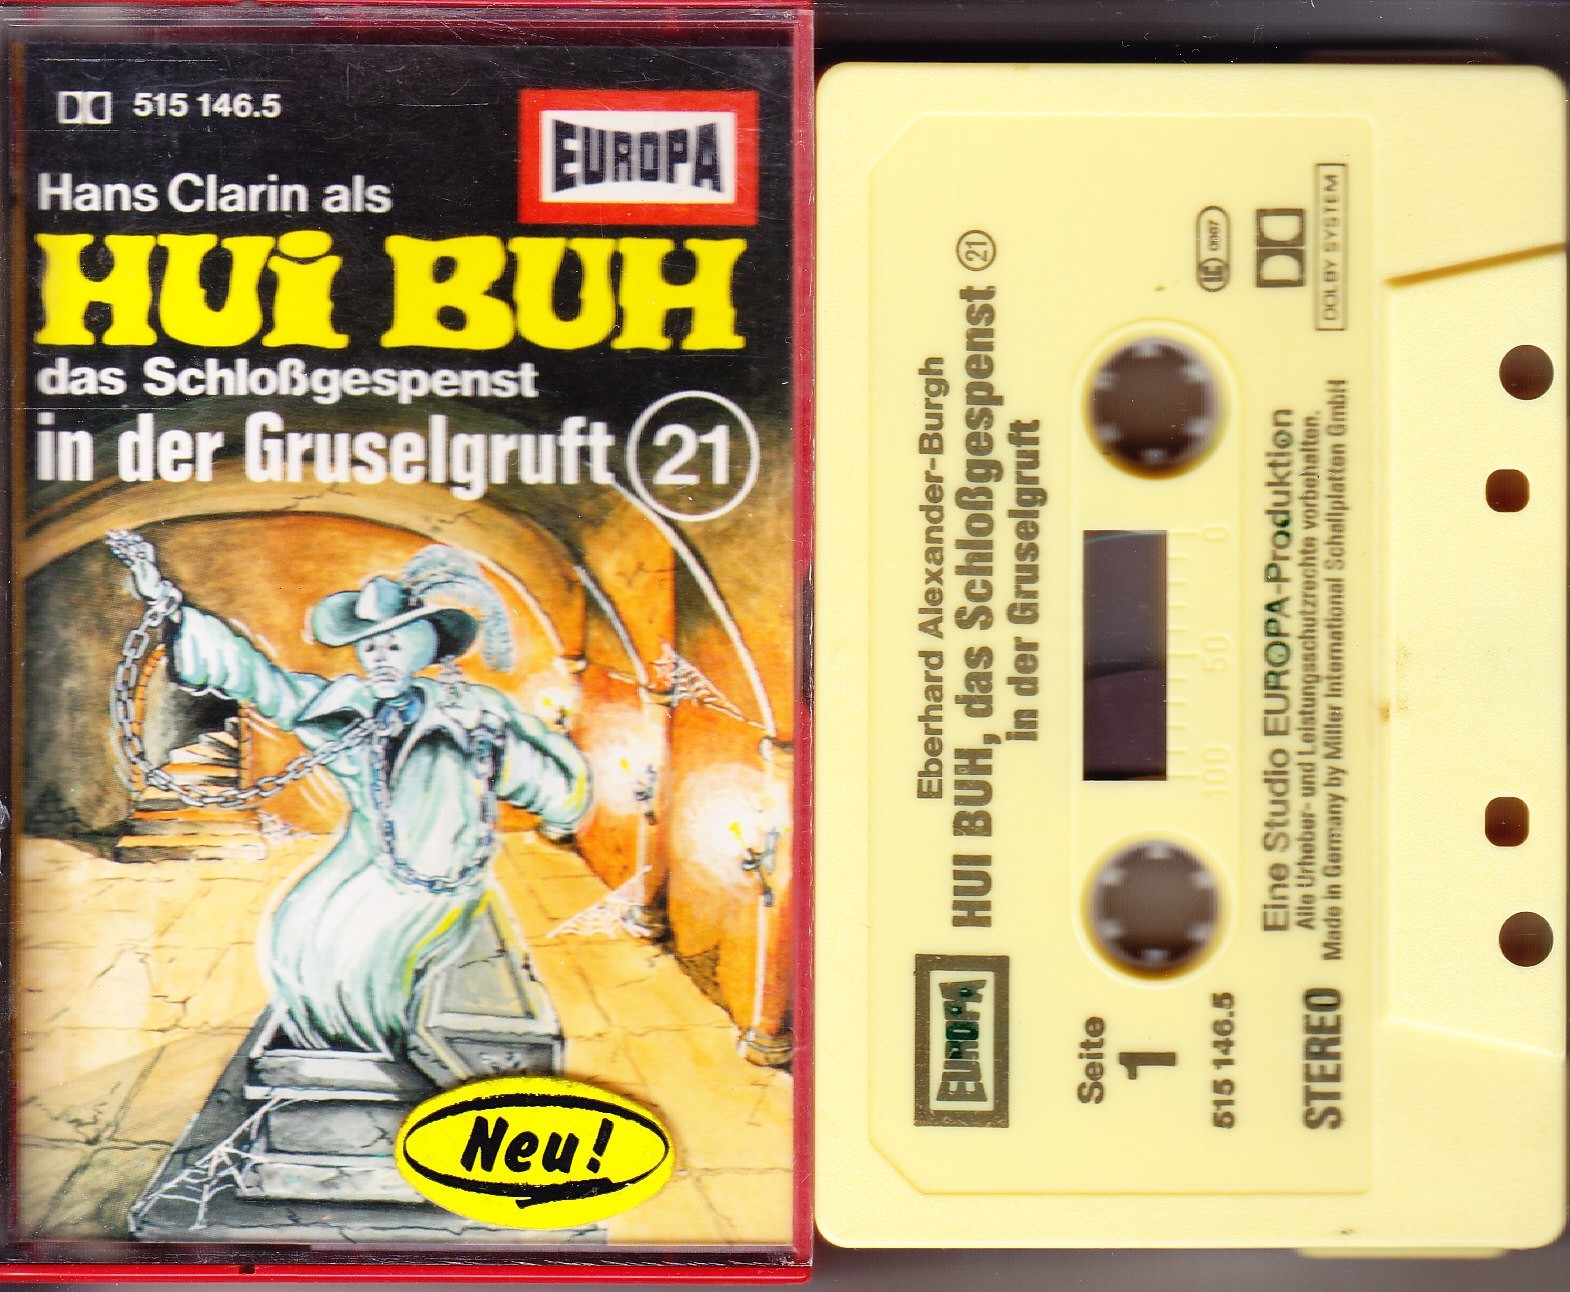 515 146.5
EUROPA
Hans Clarin als
HUi BUH
das Schloßgespenst
in der Gruselgruft 21
Neu!
Eberhard Alexander-Burgh
HUI BUH, das Schloßgespenst 21
in der Gruselgruft
EUROPA
Seite
1
515 146.5
0
50
100
LC 0067
DOLBY SYSTEM
Eine Studio EUROPA-Produktion
Alle Urheber- und Leistungsschutzrechte vorbehalten.
STEREO Made in Germany by Miller International Schallplatten GmbH